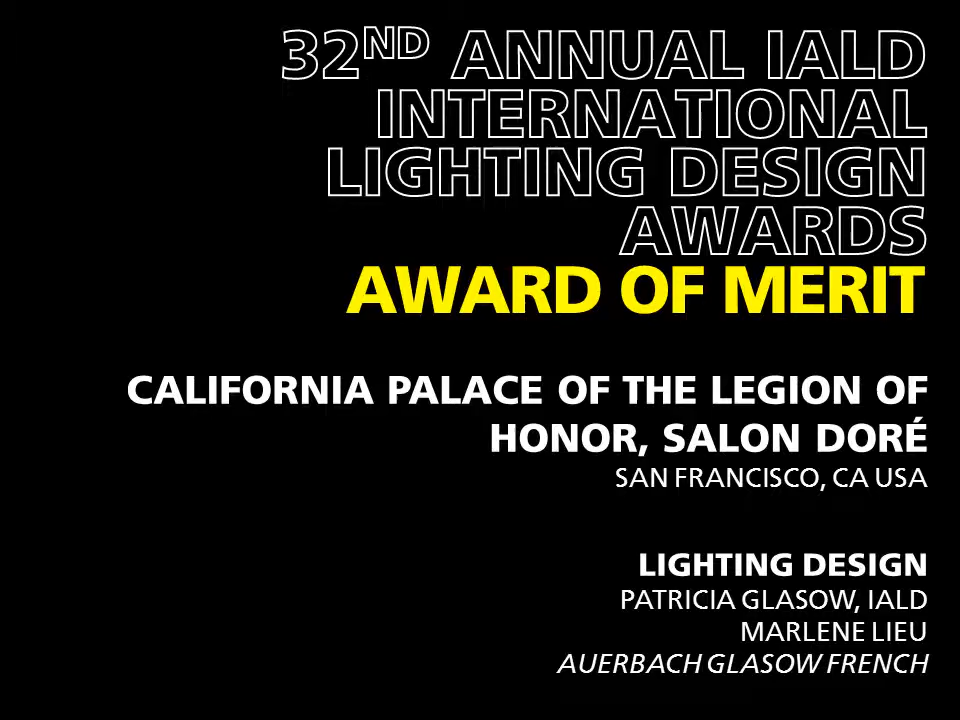 32ND ANNUAL IALD
INTERNATIONAL
LIGHTING DESIGN
AWARDS
AWARD OF MERIT
CALIFORNIA PALACE OF THE LEGION OF
HONOR, SALON DORÉ
SAN FRANCISCO, CA USA
LIGHTING DESIGN
PATRICIA GLASOW, IALD
MARLENE LIEU
AUERBACH GLASOW FRENCH